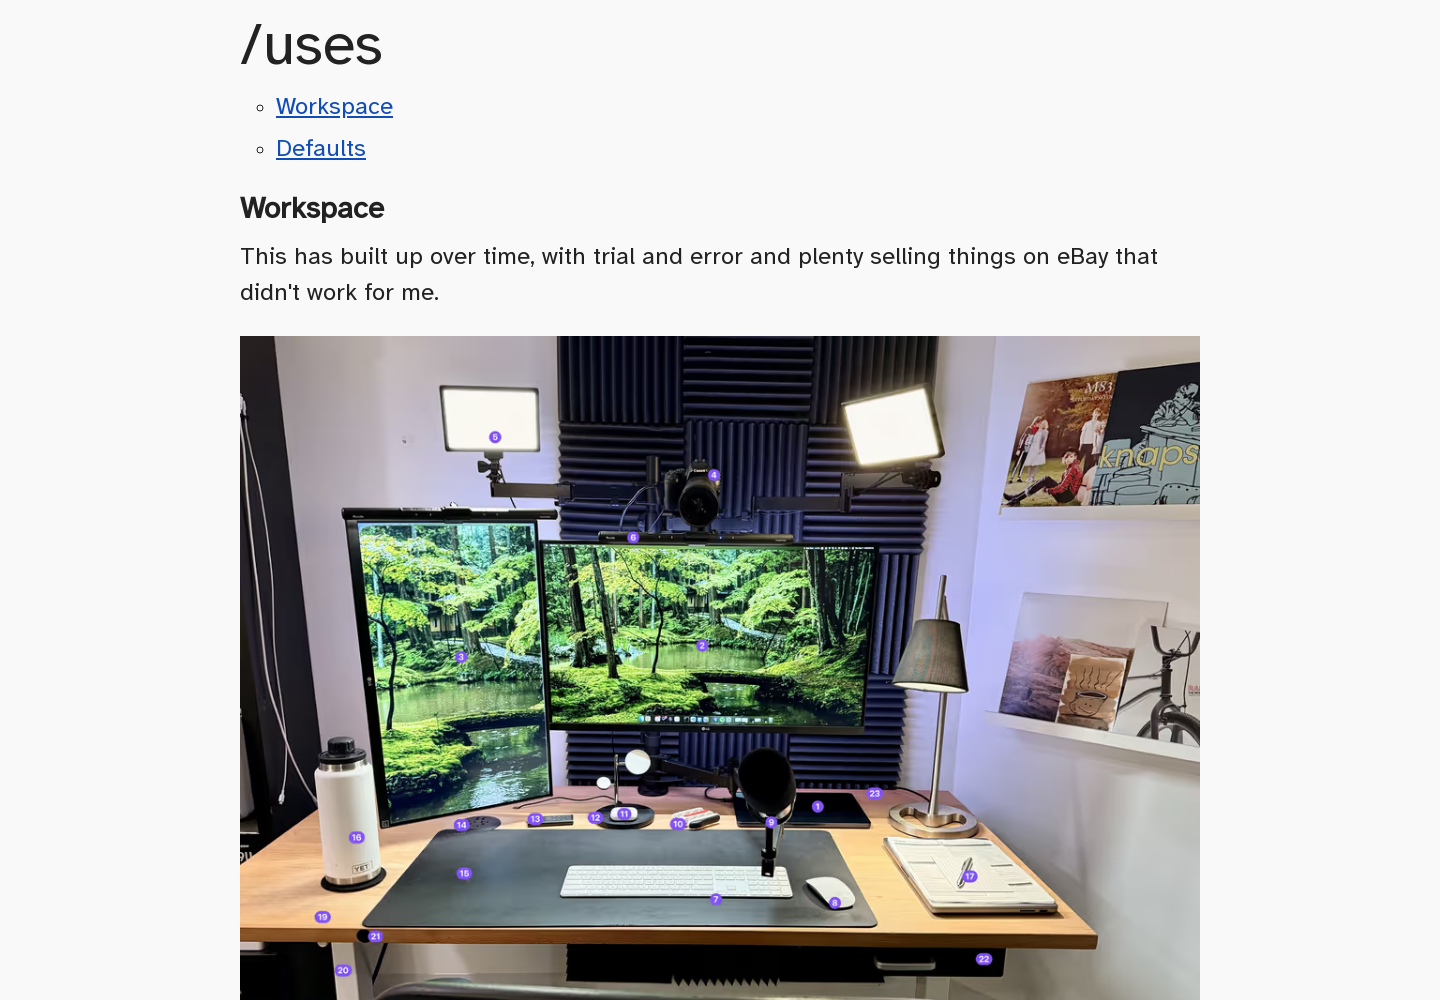 /uses
Workspace
Defaults
Workspace
This has built up over time, with trial and error and plenty selling things on eBay that
didn't work for me.
M83
knaps
5
4
6
3
2
1
23
14
13
12
11
10
9
16
15
17
7
8
19
21
20
22
YETI
LG